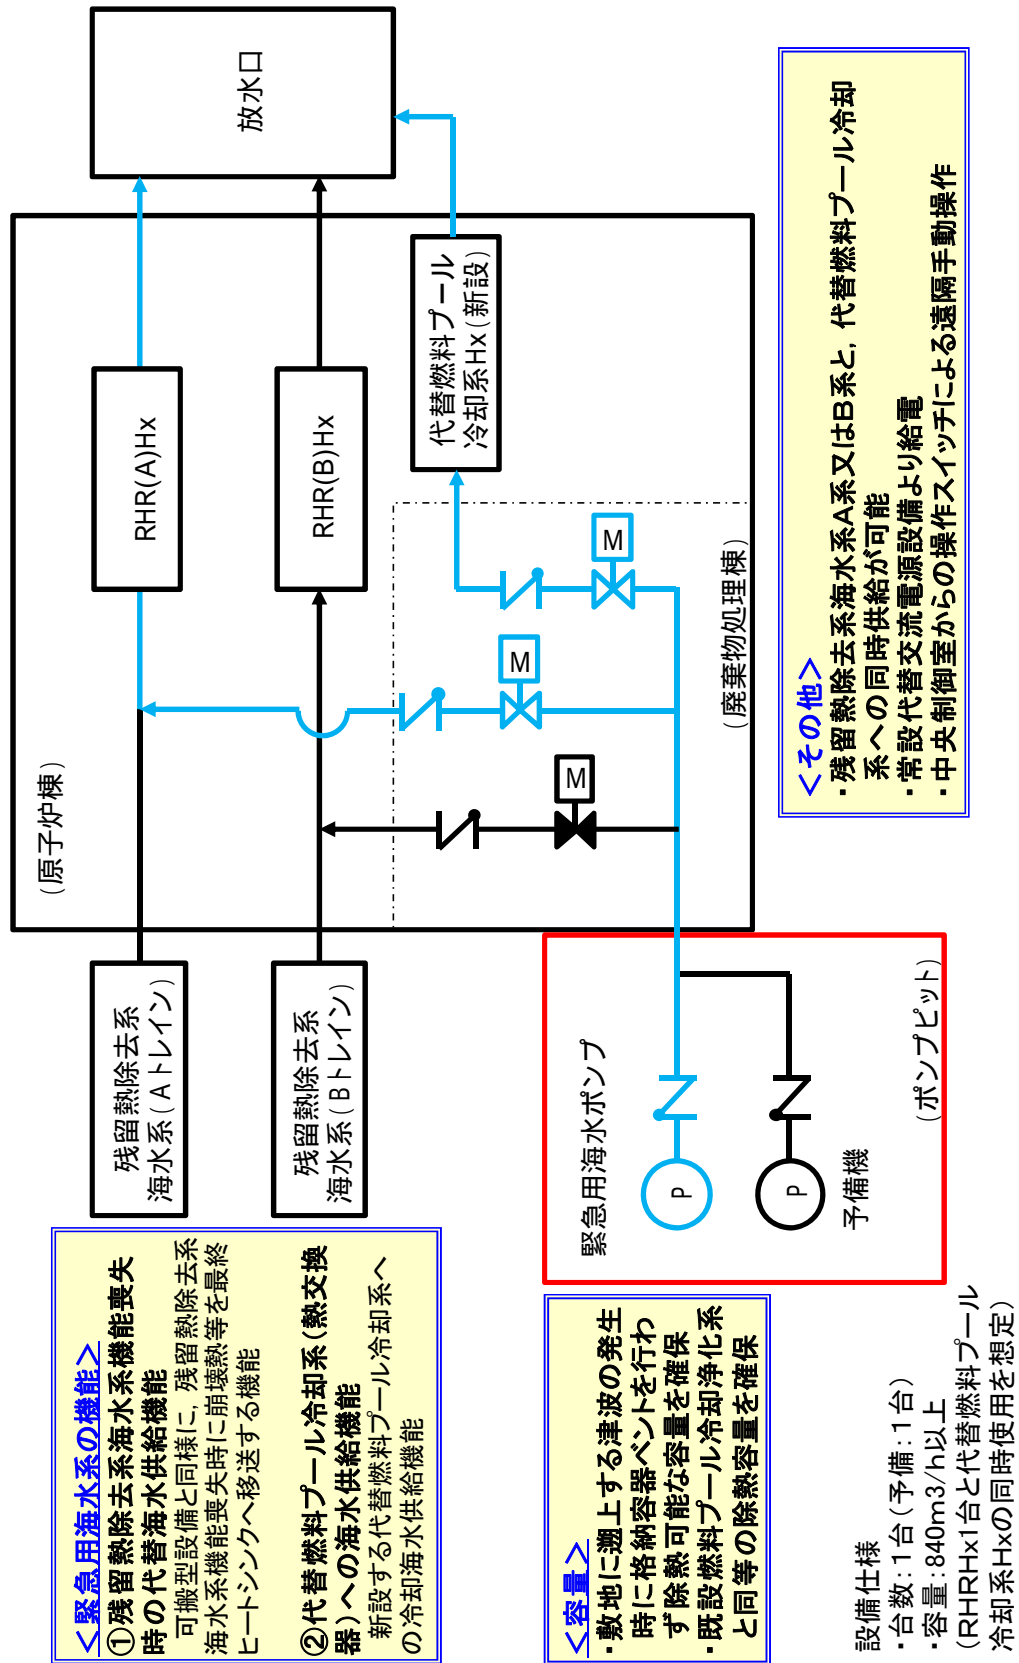 <緊急用海水系の機能>
①残留熱除去系海水系機能喪失
時の代替海水供給機能
可搬型設備と同様に，残留熱除去系
海水系機能喪失時に崩壊熱等を最終
ヒートシンクへ移送する機能
②代替燃料プール冷却系（熱交換
器）への海水供給機能
新設する代替燃料プール冷却系へ
の冷却海水供給機能
残留熱除去系
海水系（Aトレイン）
残留熱除去系
海水系（Bトレイン）
（原子炉棟）
RHR(A)Hx
RHR(B)Hx
代替燃料プール
冷却系Hx（新設）
放水口
M
M
M
（廃棄物処理棟）
<容量>
・敷地に遡上する津波の発生
時に格納容器ベントを行わ
ず除熱可能な容量を確保
・既設燃料プール冷却浄化系
と同等の除熱容量を確保
緊急用海水ポンプ
P
P
予備機
（ポンプピット）
<その他>
・残留熱除去系海水系A系又はB系と，代替燃料プール冷却
系への同時供給が可能
・常設代替交流電源設備より給電
・中央制御室からの操作スイッチによる遠隔手動操作
設備仕様
・台数：1台（予備：1台）
・容量：840m3/h以上
（RHRHx1台と代替燃料プール
冷却系Hxの同時使用を想定）